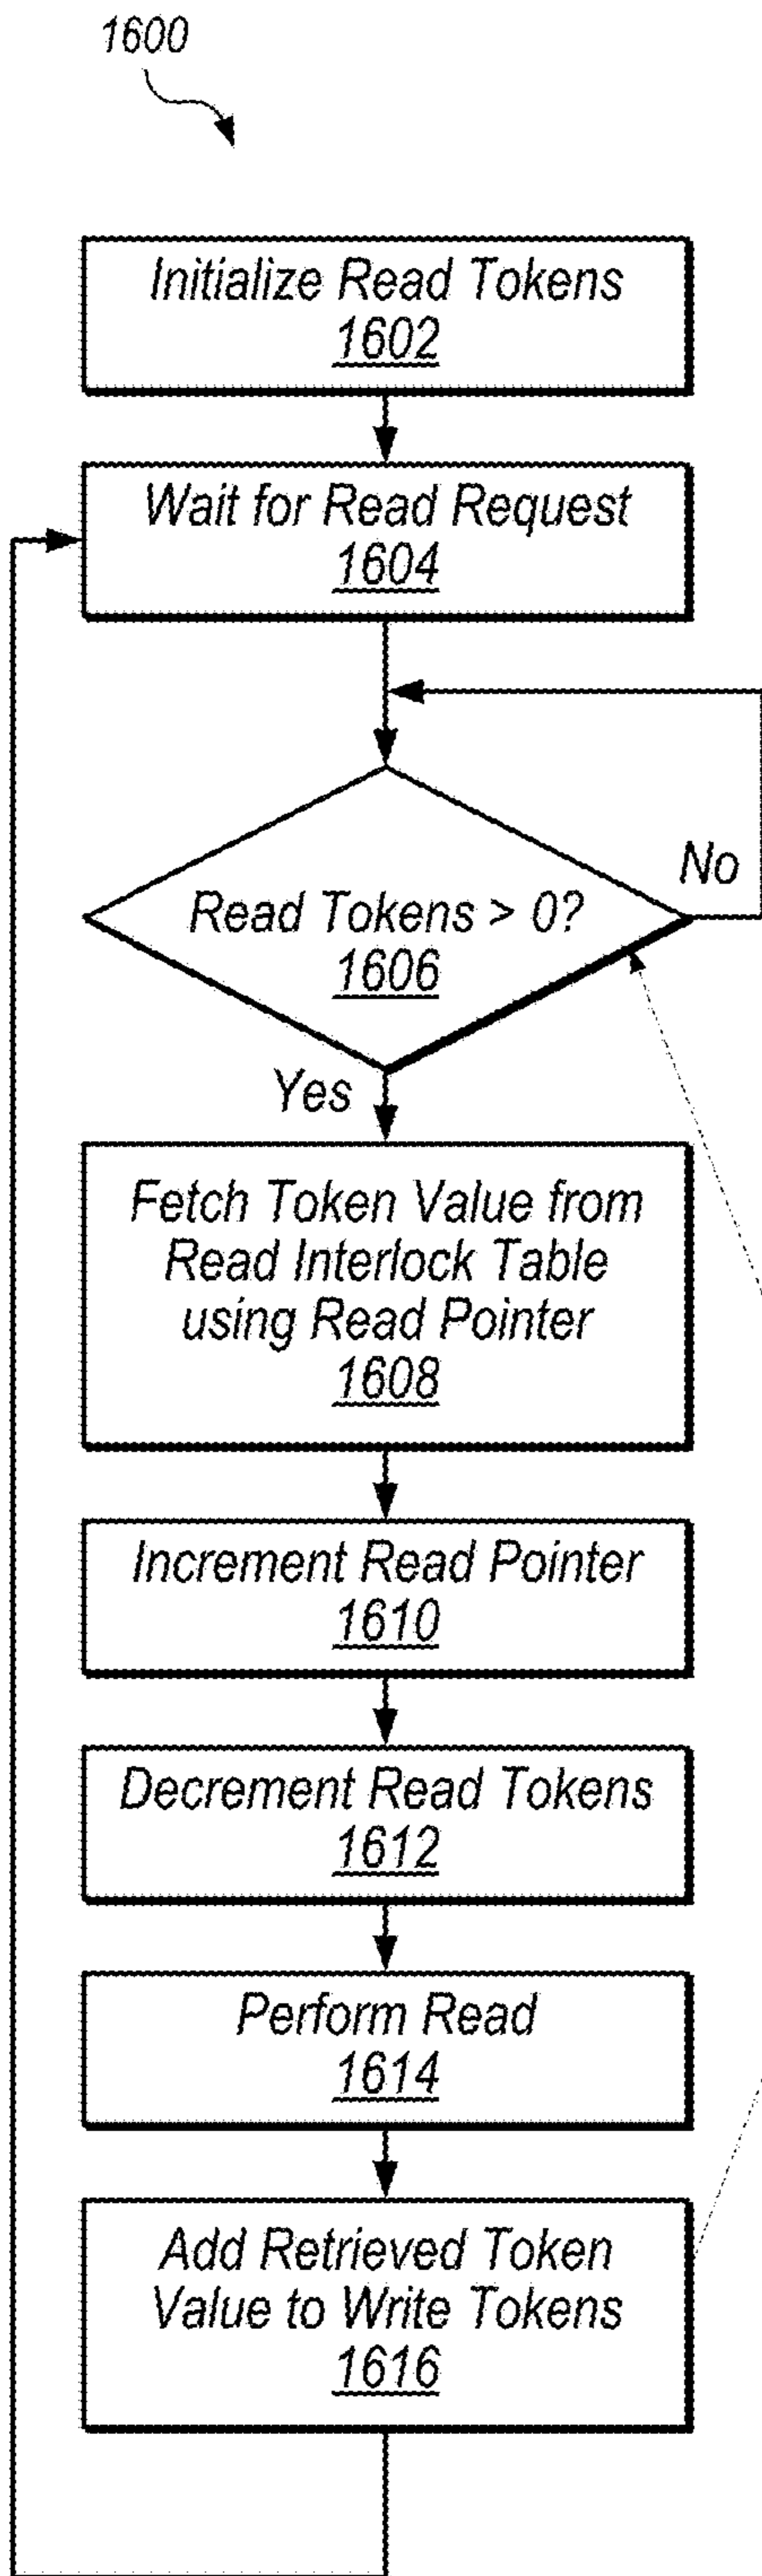 1600
Initialize Read Tokens
1602
Wait for Read Request
1604
No
Read Tokens > 0?
1606
Yes
Fetch Token Value from
Read Interlock Table
using Read Pointer
1608
Increment Read Pointer
1610
Decrement Read Tokens
1612
Perform Read
1614
Add Retrieved Token
Value to Write Tokens
1616